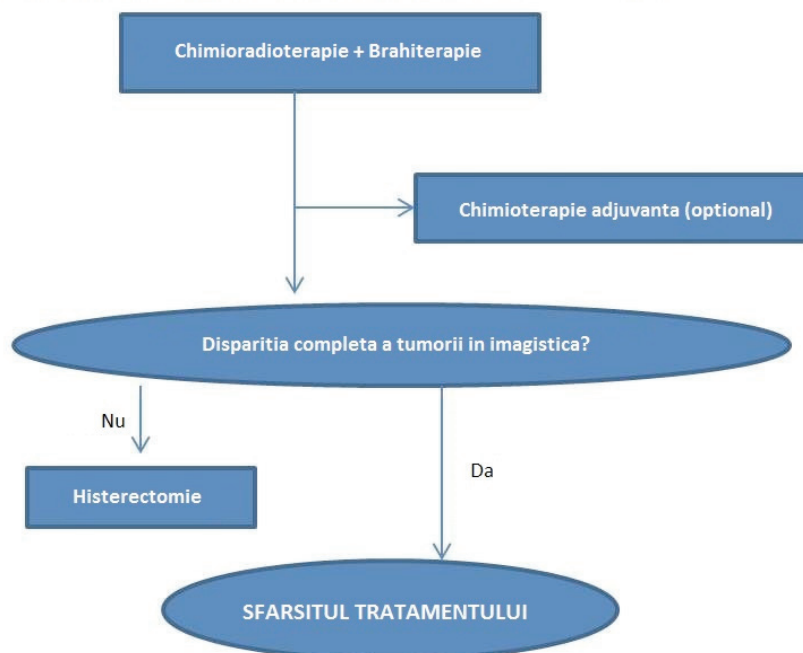 Chimioradioterapie + Brahiterapie
Chimioterapie adjuvanta (optional)
Disparitia completa a tumorii in imagistica?
Nu
Da
Histerectomie
SFARSITUL TRATAMENTULUI